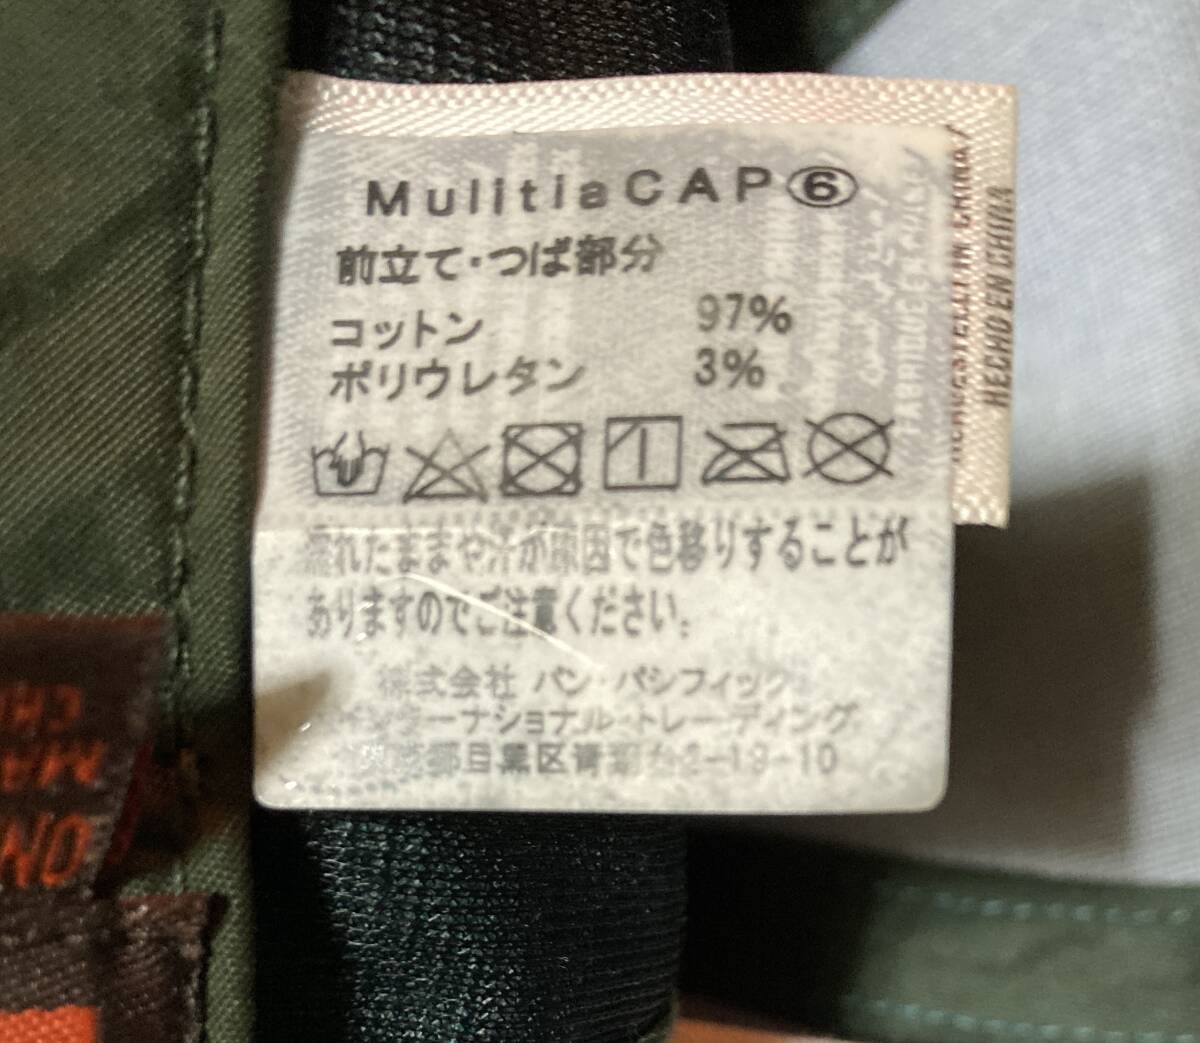 MulitiaCAP⑥
前立て・つば部分
コットン 97%
ポリウレタン 3%
濡れたままや汗が原因で色移りすることが
ありますのでご注意ください。
株式会社 パン・パシフィック
インターナショナル・トレーディング
目黒区青葉台2-19-10
HECHO EN CHINA
IN CHINA/